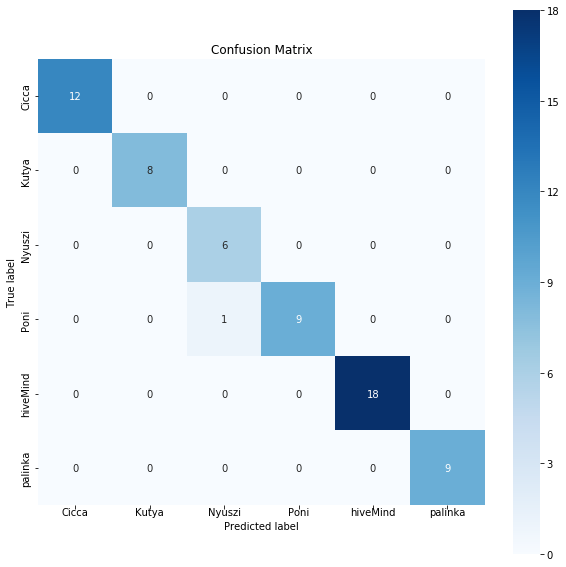 Confusion Matrix
True label
Cicca 12 0 0 0 0 0
Kutya 0 8 0 0 0 0
Nyuszi 0 0 6 0 0 0
Poni 0 0 1 9 0 0
hiveMind 0 0 0 0 18 0
palinka 0 0 0 0 0 9
Cicca Kutya Nyuszi Poni hiveMind palinka
Predicted label
18
15
12
9
6
3
0